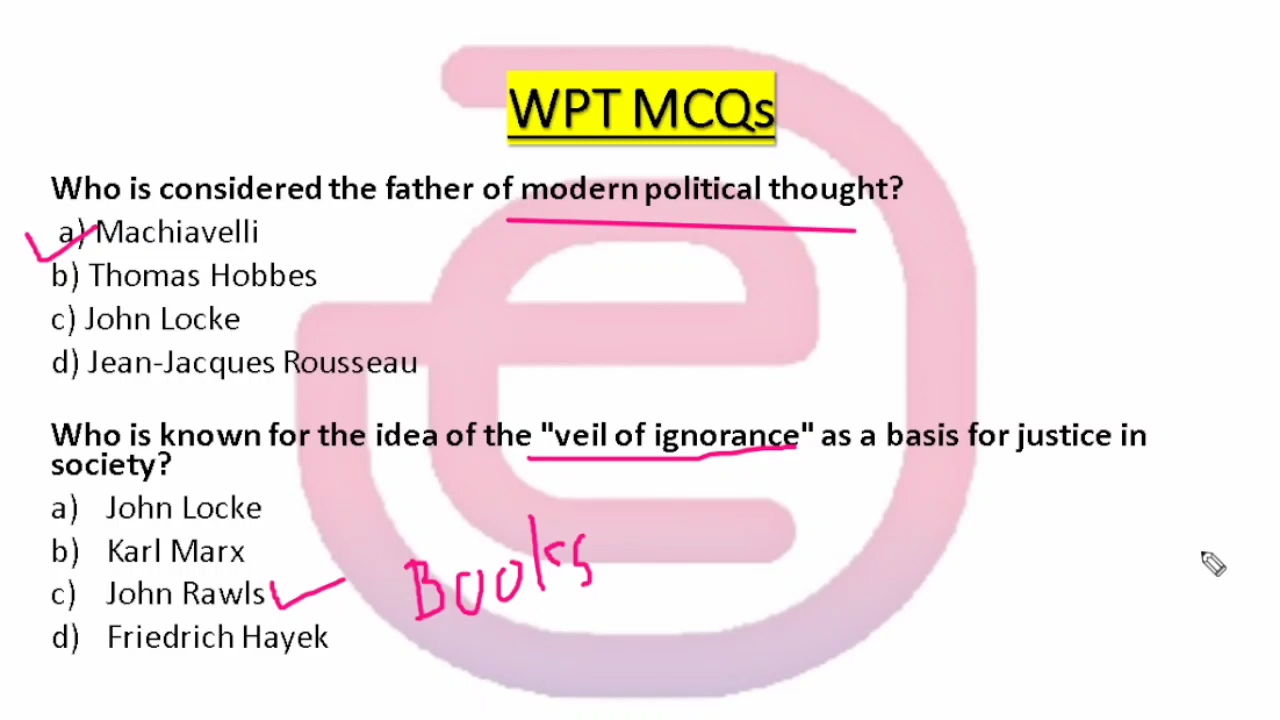 WPT MCQs
Who is considered the father of modern political thought?
a) Machiavelli
b) Thomas Hobbes
c) John Locke
d) Jean-Jacques Rousseau
Who is known for the idea of the "veil of ignorance" as a basis for justice in
society?
a) John Locke
b) Karl Marx
c) John Rawls
d) Friedrich Hayek
Books